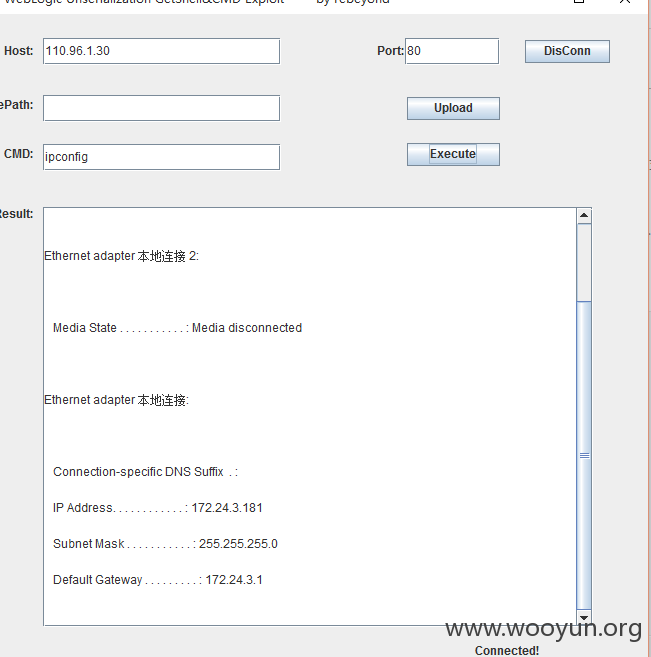 WebLogic Unserialization GetShell&CMD Exploit by rebeyond
Host: 110.96.1.30 Port: 80 DisConn
ePath: Upload
CMD: ipconfig Execute
Result:
Ethernet adapter 本地连接 2:
Media State . . . . . . . . . . . : Media disconnected
Ethernet adapter 本地连接:
Connection-specific DNS Suffix . :
IP Address. . . . . . . . . . . . : 172.24.3.181
Subnet Mask . . . . . . . . . . . : 255.255.255.0
Default Gateway . . . . . . . . . : 172.24.3.1
www.wooyun.org
Connected!